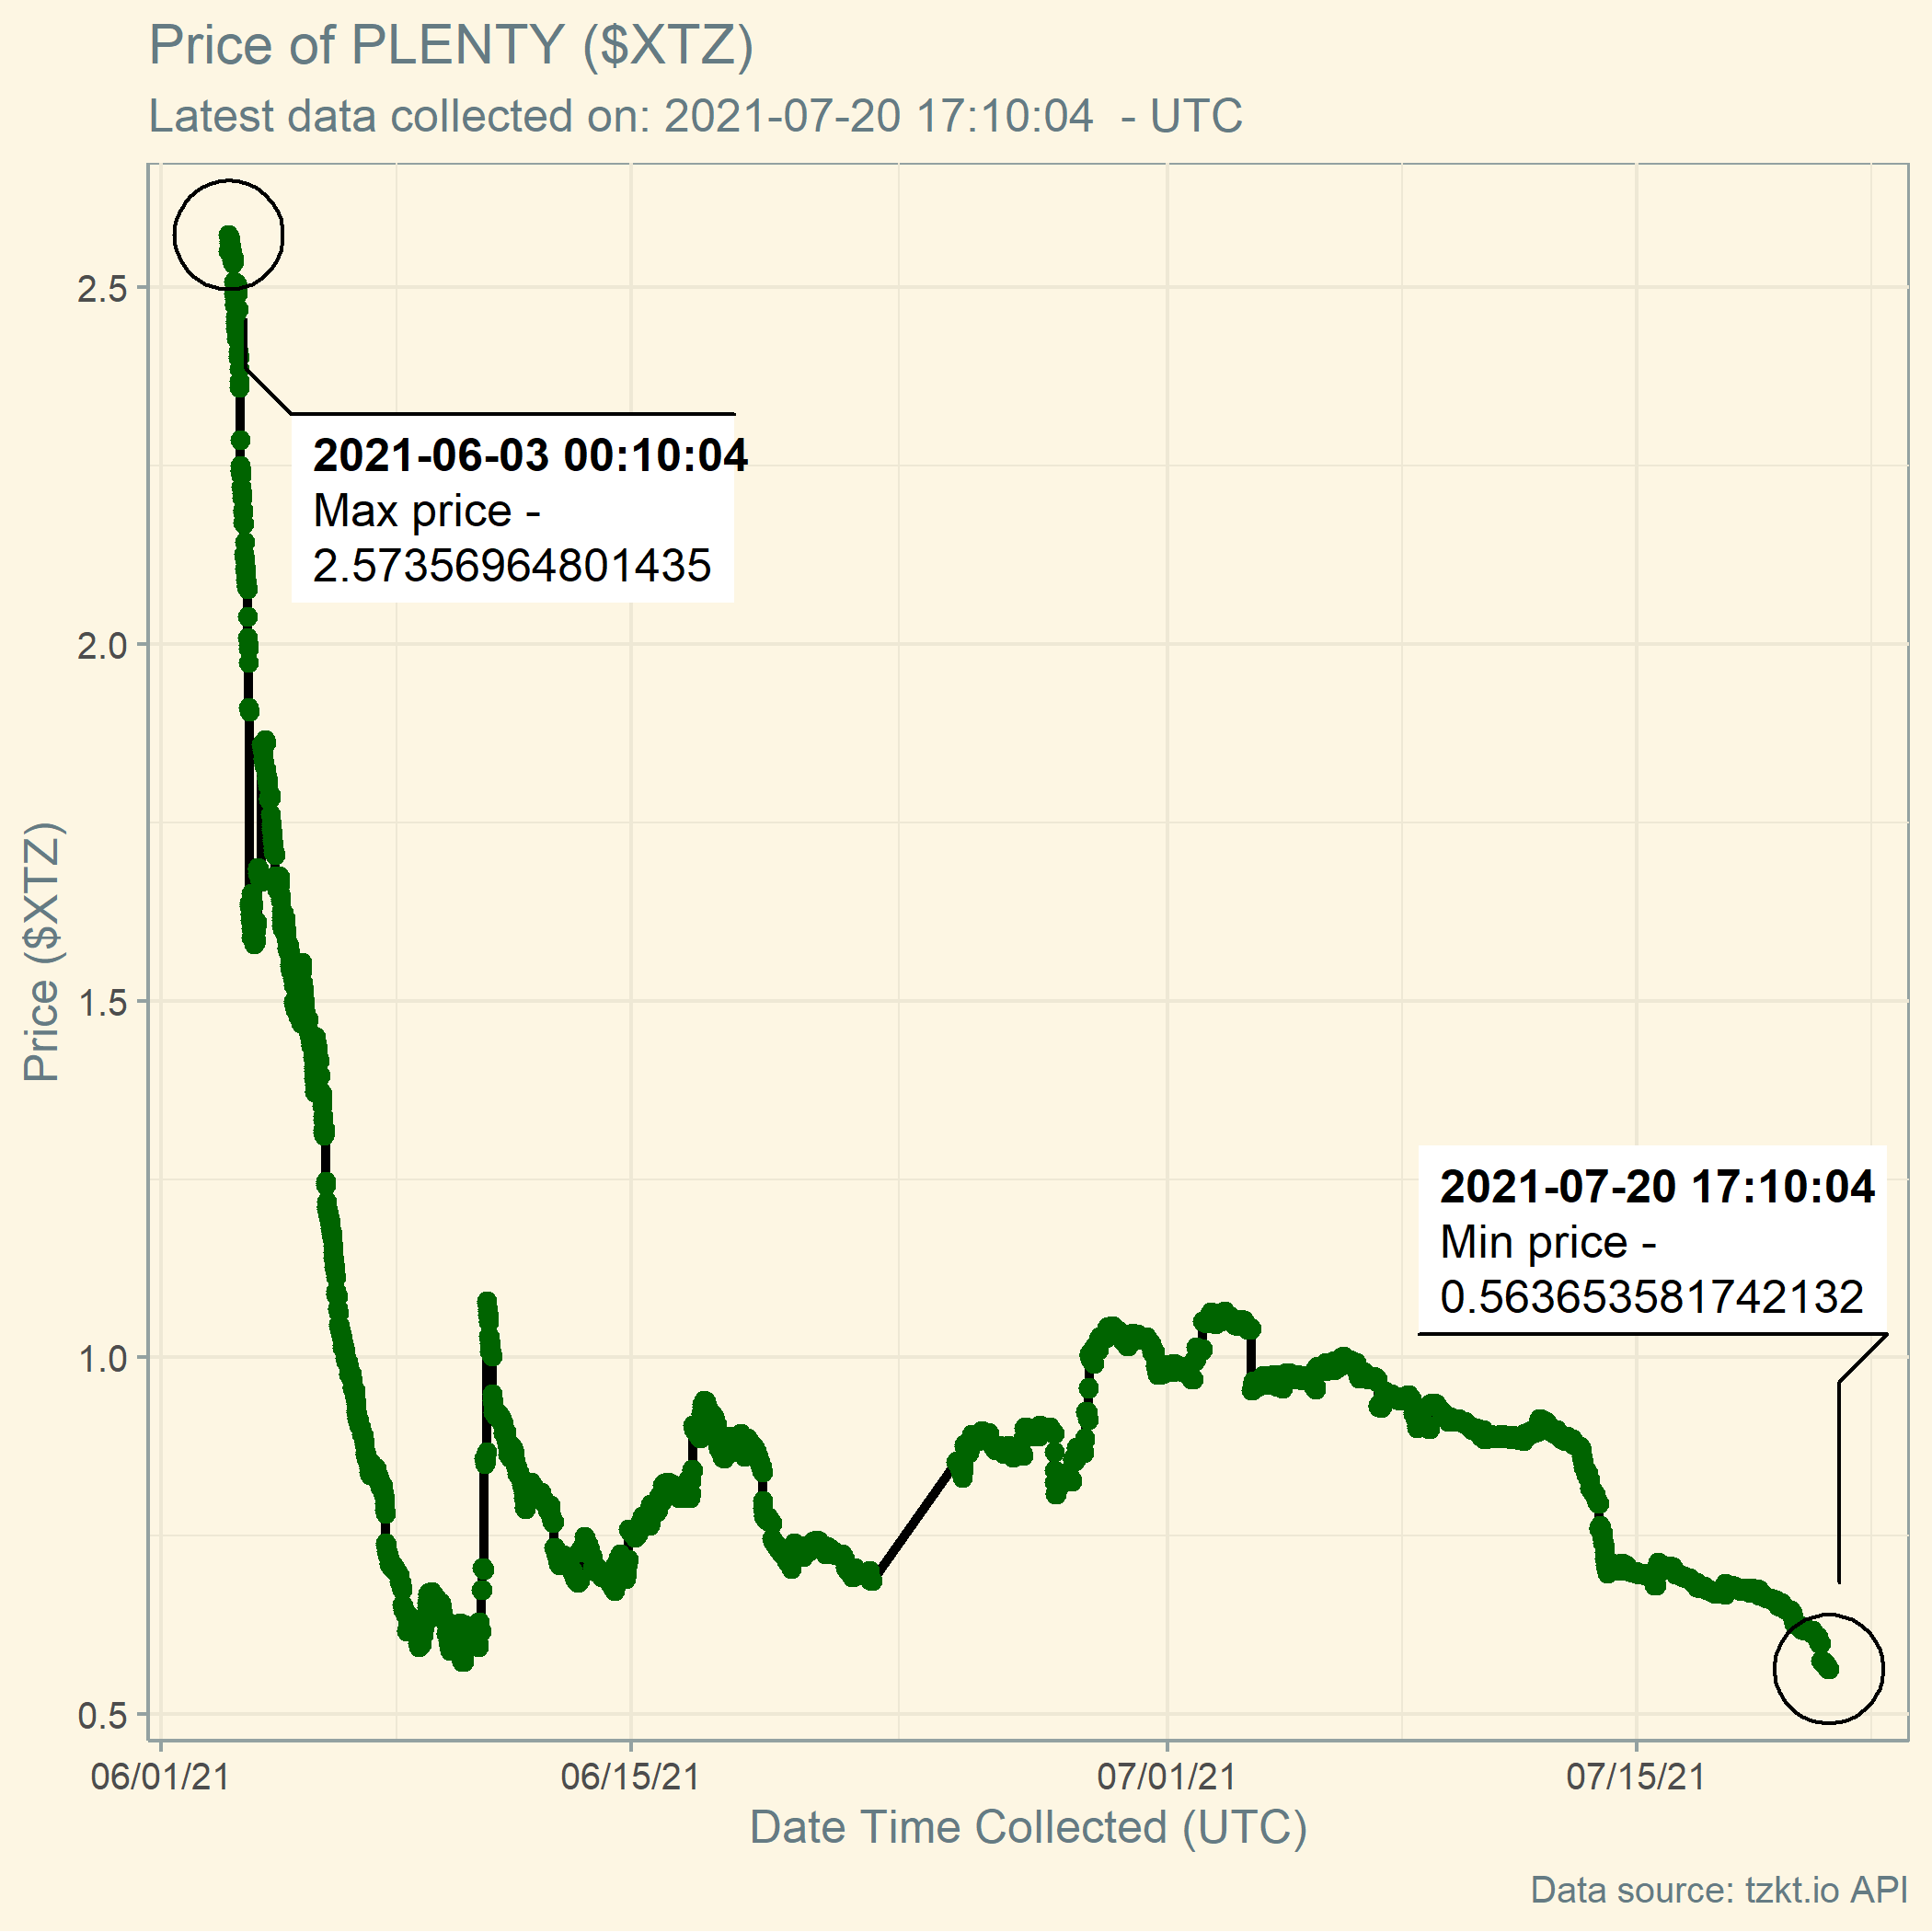 Price of PLENTY ($XTZ)
Latest data collected on: 2021-07-20 17:10:04  - UTC
2.5
2.0
1.5
1.0
0.5
Price ($XTZ)
2021-06-03 00:10:04
Max price -
2.57356964801435
2021-07-20 17:10:04
Min price -
0.563653581742132
06/01/21
06/15/21
07/01/21
07/15/21
Date Time Collected (UTC)
Data source: tzkt.io API